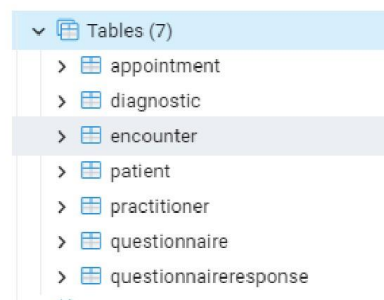 Tables (7)
appointment
diagnostic
encounter
patient
practitioner
questionnaire
questionnaireresponse